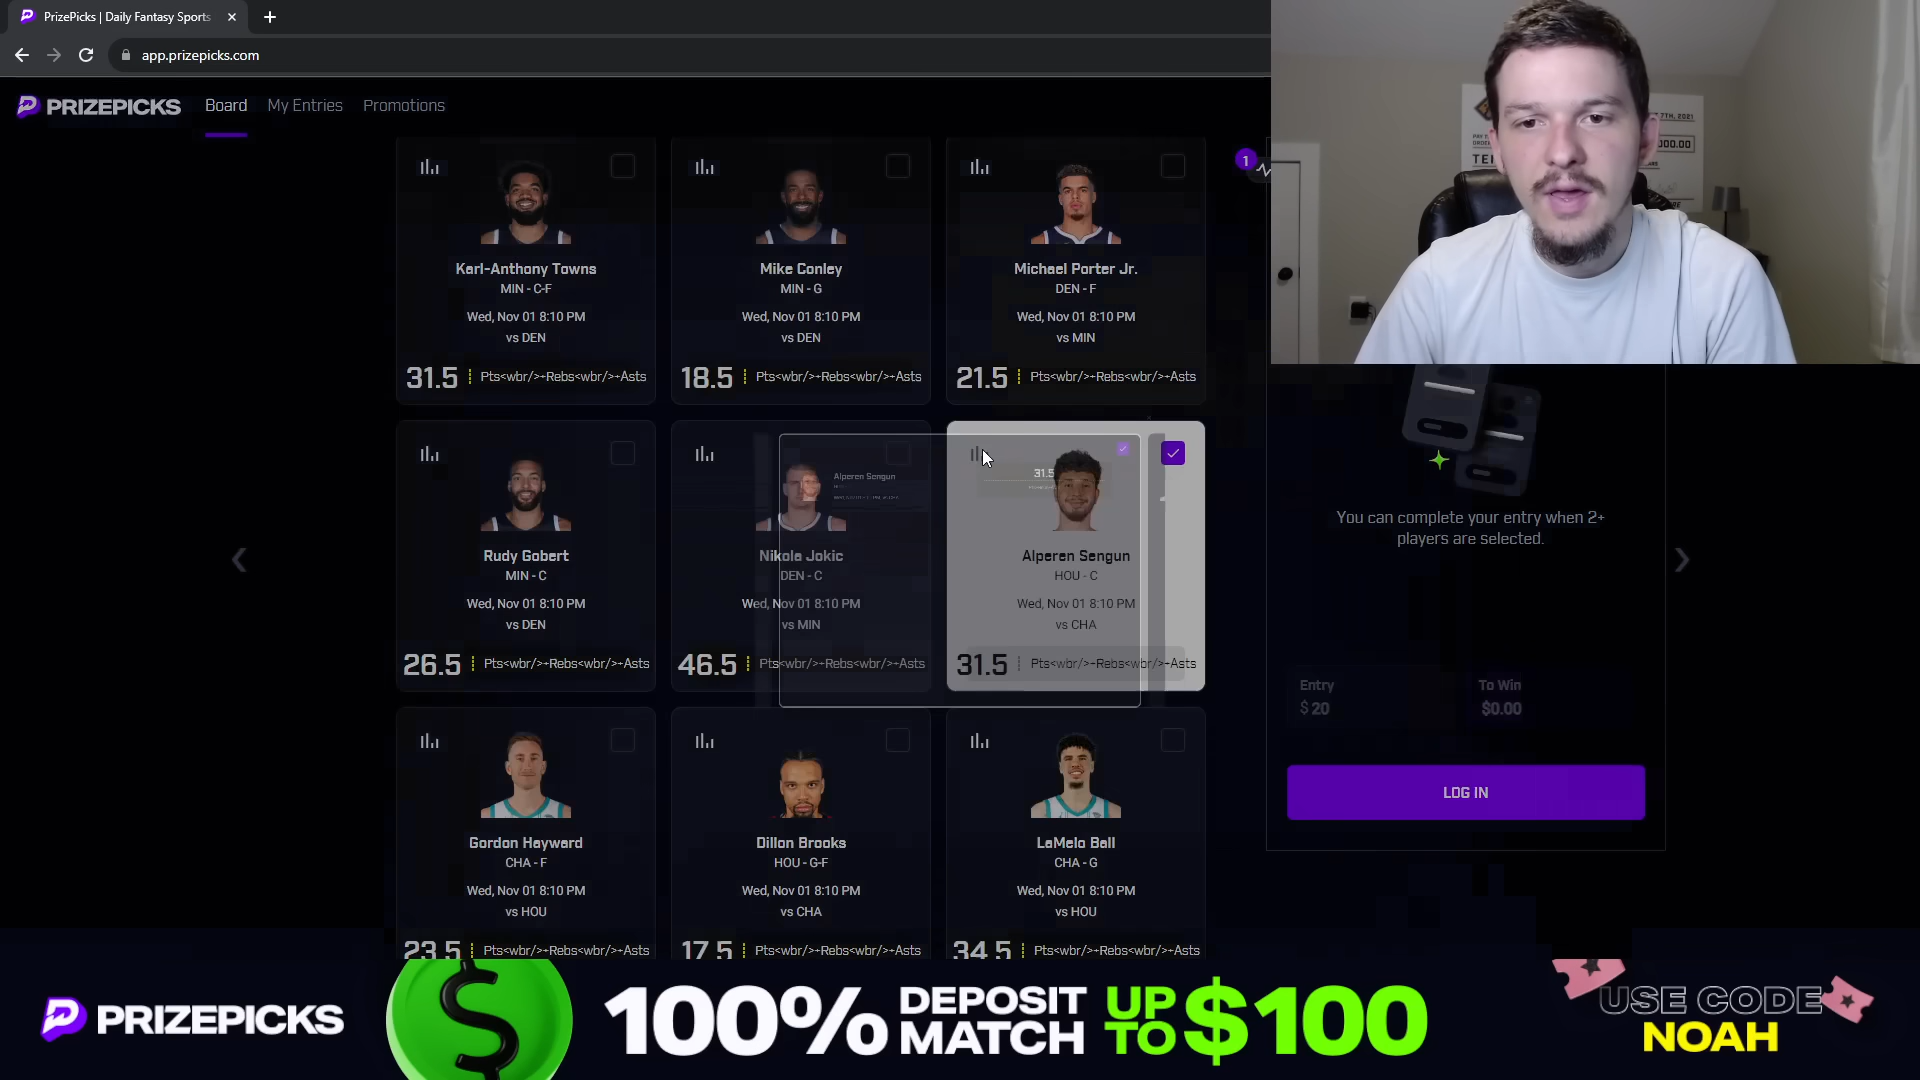 PrizePicks | Daily Fantasy Sports
app.prizepicks.com
PRIZEPICKS
Board
My Entries
Promotions
1
Karl-Anthony Towns
MIN - C-F
Wed, Nov 01 8:10 PM
vs DEN
31.5
Pts<wbr/>+Rebs<wbr/>+Asts
Mike Conley
MIN - G
Wed, Nov 01 8:10 PM
vs DEN
18.5
Pts<wbr/>+Rebs<wbr/>+Asts
Michael Porter Jr.
DEN - F
Wed, Nov 01 8:10 PM
vs MIN
21.5
Pts<wbr/>+Rebs<wbr/>+Asts
Rudy Gobert
MIN - C
Wed, Nov 01 8:10 PM
vs DEN
26.5
Pts<wbr/>+Rebs<wbr/>+Asts
Alperen Sengun
Nikola Jokic
DEN - C
Wed, Nov 01 8:10 PM
vs MIN
46.5
Pts<wbr/>+Rebs<wbr/>+Asts
31.5
Alperen Sengun
HOU - C
Wed, Nov 01 8:10 PM
vs CHA
31.5
Pts<wbr/>+Rebs<wbr/>+Asts
Gordon Hayward
CHA - F
Wed, Nov 01 8:10 PM
vs HOU
23.5
Pts<wbr/>+Rebs<wbr/>+Asts
Dillon Brooks
HOU - G-F
Wed, Nov 01 8:10 PM
vs CHA
17.5
Pts<wbr/>+Rebs<wbr/>+Asts
LaMelo Ball
CHA - G
Wed, Nov 01 8:10 PM
vs HOU
34.5
Pts<wbr/>+Rebs<wbr/>+Asts
7TH, 2021
000.00
You can complete your entry when 2+
players are selected.
Entry
$ 20
To Win
$0.00
LOG IN
PRIZEPICKS
100% DEPOSIT MATCH UP TO $100
USE CODE
NOAH